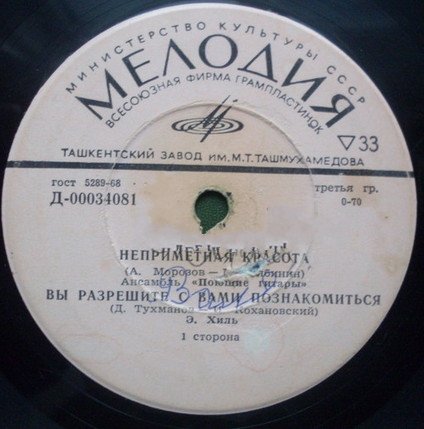 МИНИСТЕРСТВО КУЛЬТУРЫ СССР
МЕЛОДИЯ
ВСЕСОЮЗНАЯ ФИРМА ГРАМПЛАСТИНОК
▽33
ТАШКЕНТСКИЙ ЗАВОД ИМ. М.Т. ТАШМУХАМЕДОВА
гост 5289-68 третья гр.
Д-00034081 0-70
НЕПРИМЕТНАЯ КРАСОТА
(А. Морозов —
Ансамбль «Поющие гитары»
ВЫ РАЗРЕШИТЕ ВАМИ ПОЗНАКОМИТЬСЯ
(Д. Тухманов — Кохановский)
Э. Хиль
1 сторона